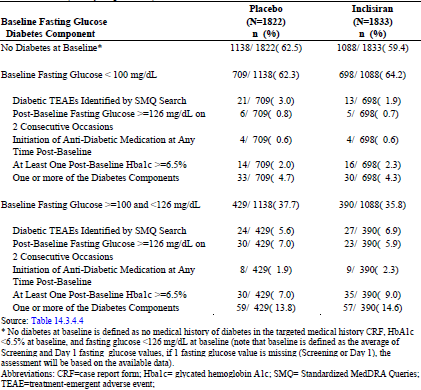 Baseline Fasting Glucose Placebo Inclisiran
Diabetes Component (N=1822) (N=1833)
n (%) n (%)
No Diabetes at Baseline* 1138/ 1822( 62.5) 1088/ 1833( 59.4)
Baseline Fasting Glucose < 100 mg/dL 709/ 1138( 62.3) 698/ 1088( 64.2)
Diabetic TEAEs Identified by SMQ Search 21/ 709( 3.0) 13/ 698( 1.9)
Post-Baseline Fasting Glucose >=126 mg/dL on 6/ 709( 0.8) 5/ 698( 0.7)
2 Consecutive Occasions
Initiation of Anti-Diabetic Medication at Any 4/ 709( 0.6) 4/ 698( 0.6)
Time Post-Baseline
At Least One Post-Baseline Hba1c >=6.5% 14/ 709( 2.0) 16/ 698( 2.3)
One or more of the Diabetes Components 33/ 709( 4.7) 30/ 698( 4.3)
Baseline Fasting Glucose >=100 and <126 mg/dL 429/ 1138( 37.7) 390/ 1088( 35.8)
Diabetic TEAEs Identified by SMQ Search 24/ 429( 5.6) 27/ 390( 6.9)
Post-Baseline Fasting Glucose >=126 mg/dL on 30/ 429( 7.0) 23/ 390( 5.9)
2 Consecutive Occasions
Initiation of Anti-Diabetic Medication at Any 8/ 429( 1.9) 9/ 390( 2.3)
Time Post-Baseline
At Least One Post-Baseline Hba1c >=6.5% 30/ 429( 7.0) 35/ 390( 9.0)
One or more of the Diabetes Components 59/ 429( 13.8) 57/ 390( 14.6)
Source: Table 14.3.4.4
* No diabetes at baseline is defined as no medical history of diabetes in the targeted medical history CRF, HbA1c
<6.5% at baseline, and fasting glucose <126 mg/dL at baseline (note that baseline is defined as the average of
Screening and Day 1 fasting glucose values, if 1 fasting glucose value is missing (Screening or Day 1), the
assessment will be based on the available data).
Abbreviations: CRF=case report form; Hba1c= glycated hemoglobin A1c; SMQ= Standardized MedDRA Queries;
TEAE=treatment-emergent adverse event;